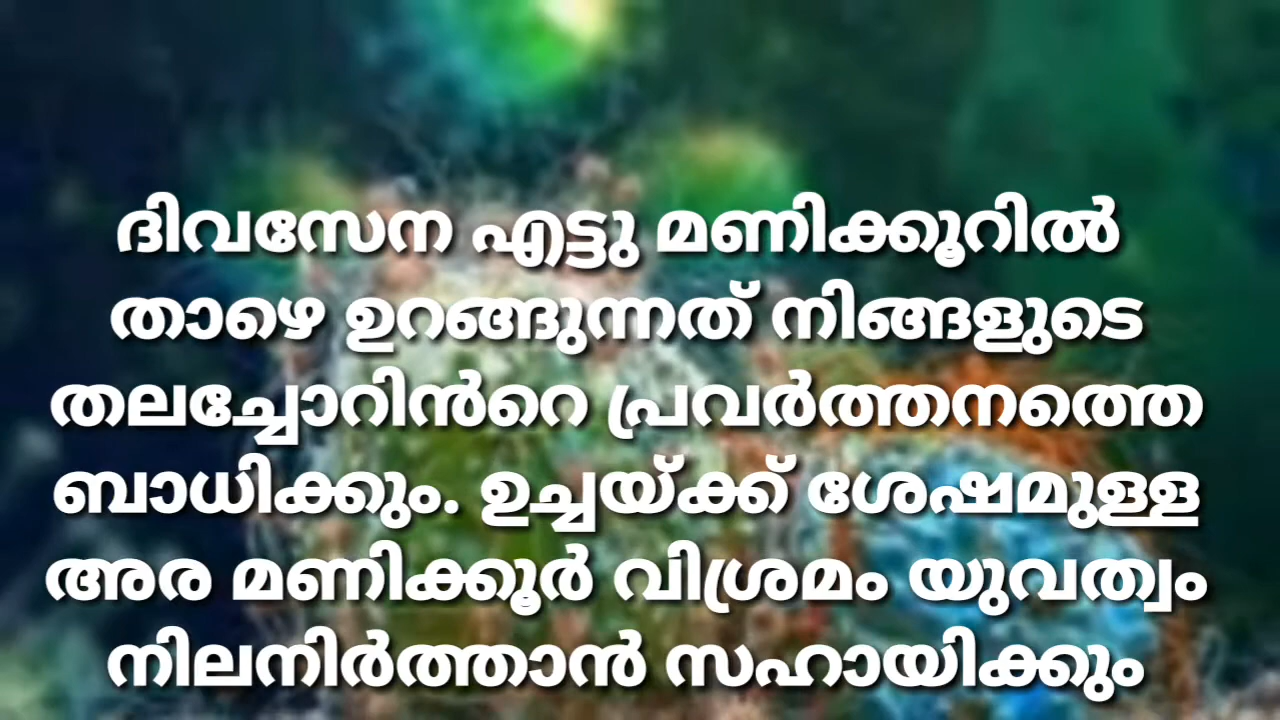 ദിവസേന എട്ടു മണിക്കൂറിൽ
താഴെ ഉറങ്ങുന്നത് നിങ്ങളുടെ
തലച്ചോറിൻറെ പ്രവർത്തനത്തെ
ബാധിക്കും. ഉച്ചയ്ക്ക് ശേഷമുള്ള
അര മണിക്കൂർ വിശ്രമം യുവത്വം
നിലനിർത്താൻ സഹായിക്കും